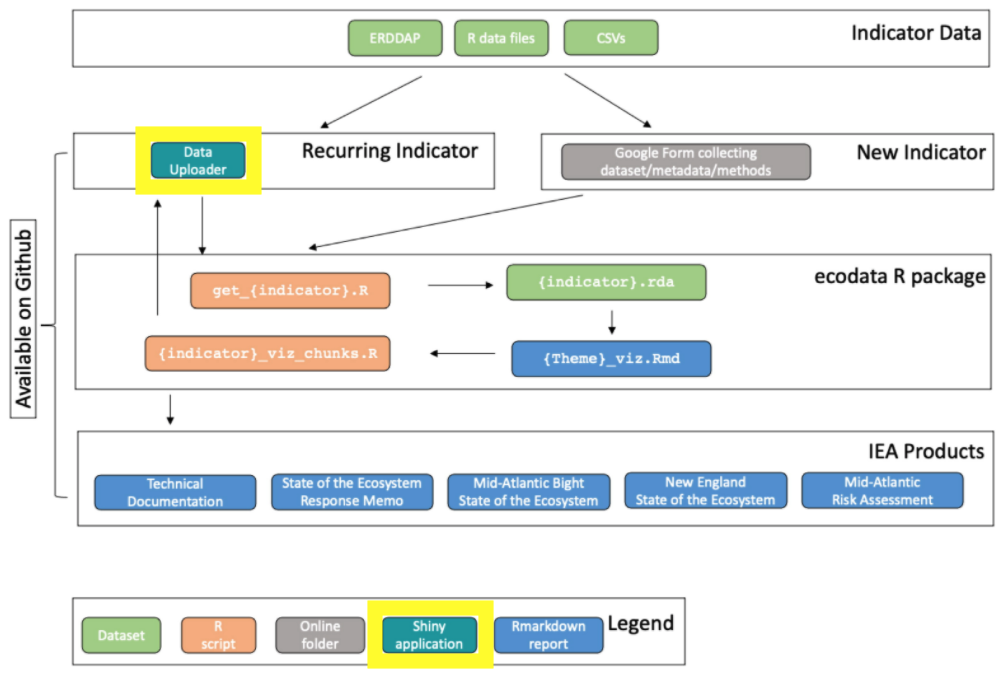 ERDDAP
R data files
CSVs
Indicator Data
Data
Uploader
Recurring Indicator
Google Form collecting
dataset/metadata/methods
New Indicator
Available on Github
ecodata R package
get_{indicator}.R
{indicator}.rda
{indicator}_viz_chunks.R
{Theme}_viz.Rmd
IEA Products
Technical
Documentation
State of the Ecosystem
Response Memo
Mid-Atlantic Bight
State of the Ecosystem
New England
State of the Ecosystem
Mid-Atlantic
Risk Assessment
Dataset
R
script
Online
folder
Shiny
application
Rmarkdown
report
Legend